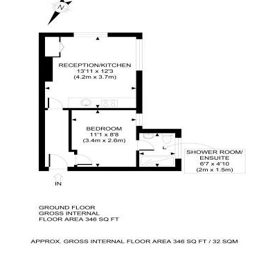 N
RECEPTION/KITCHEN
13'11 x 12'3
(4.2m x 3.7m)
BEDROOM
11'1 x 8'8
(3.4m x 2.6m)
SHOWER ROOM/
ENSUITE
6'7 x 4'10
(2m x 1.5m)
IN
GROUND FLOOR
GROSS INTERNAL
FLOOR AREA 346 SQ FT
APPROX. GROSS INTERNAL FLOOR AREA 346 SQ FT / 32 SQM